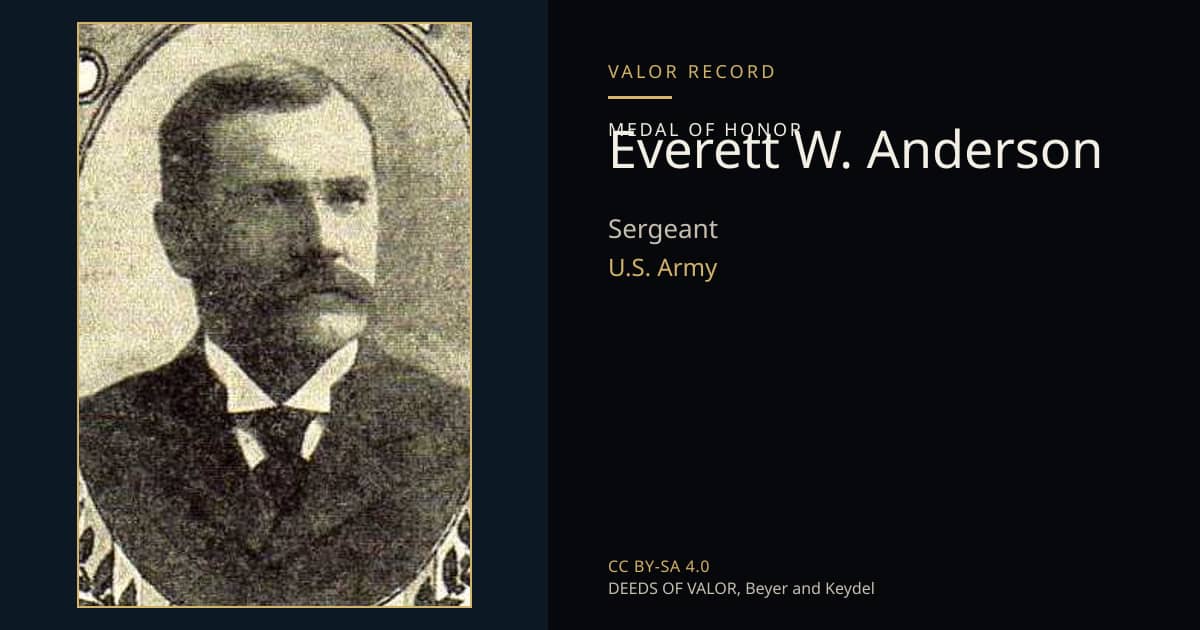 VALOR RECORD
MEDAL OF HONOR
Everett W. Anderson
Sergeant
U.S. Army
CC BY-SA 4.0
DEEDS OF VALOR, Beyer and Keydel